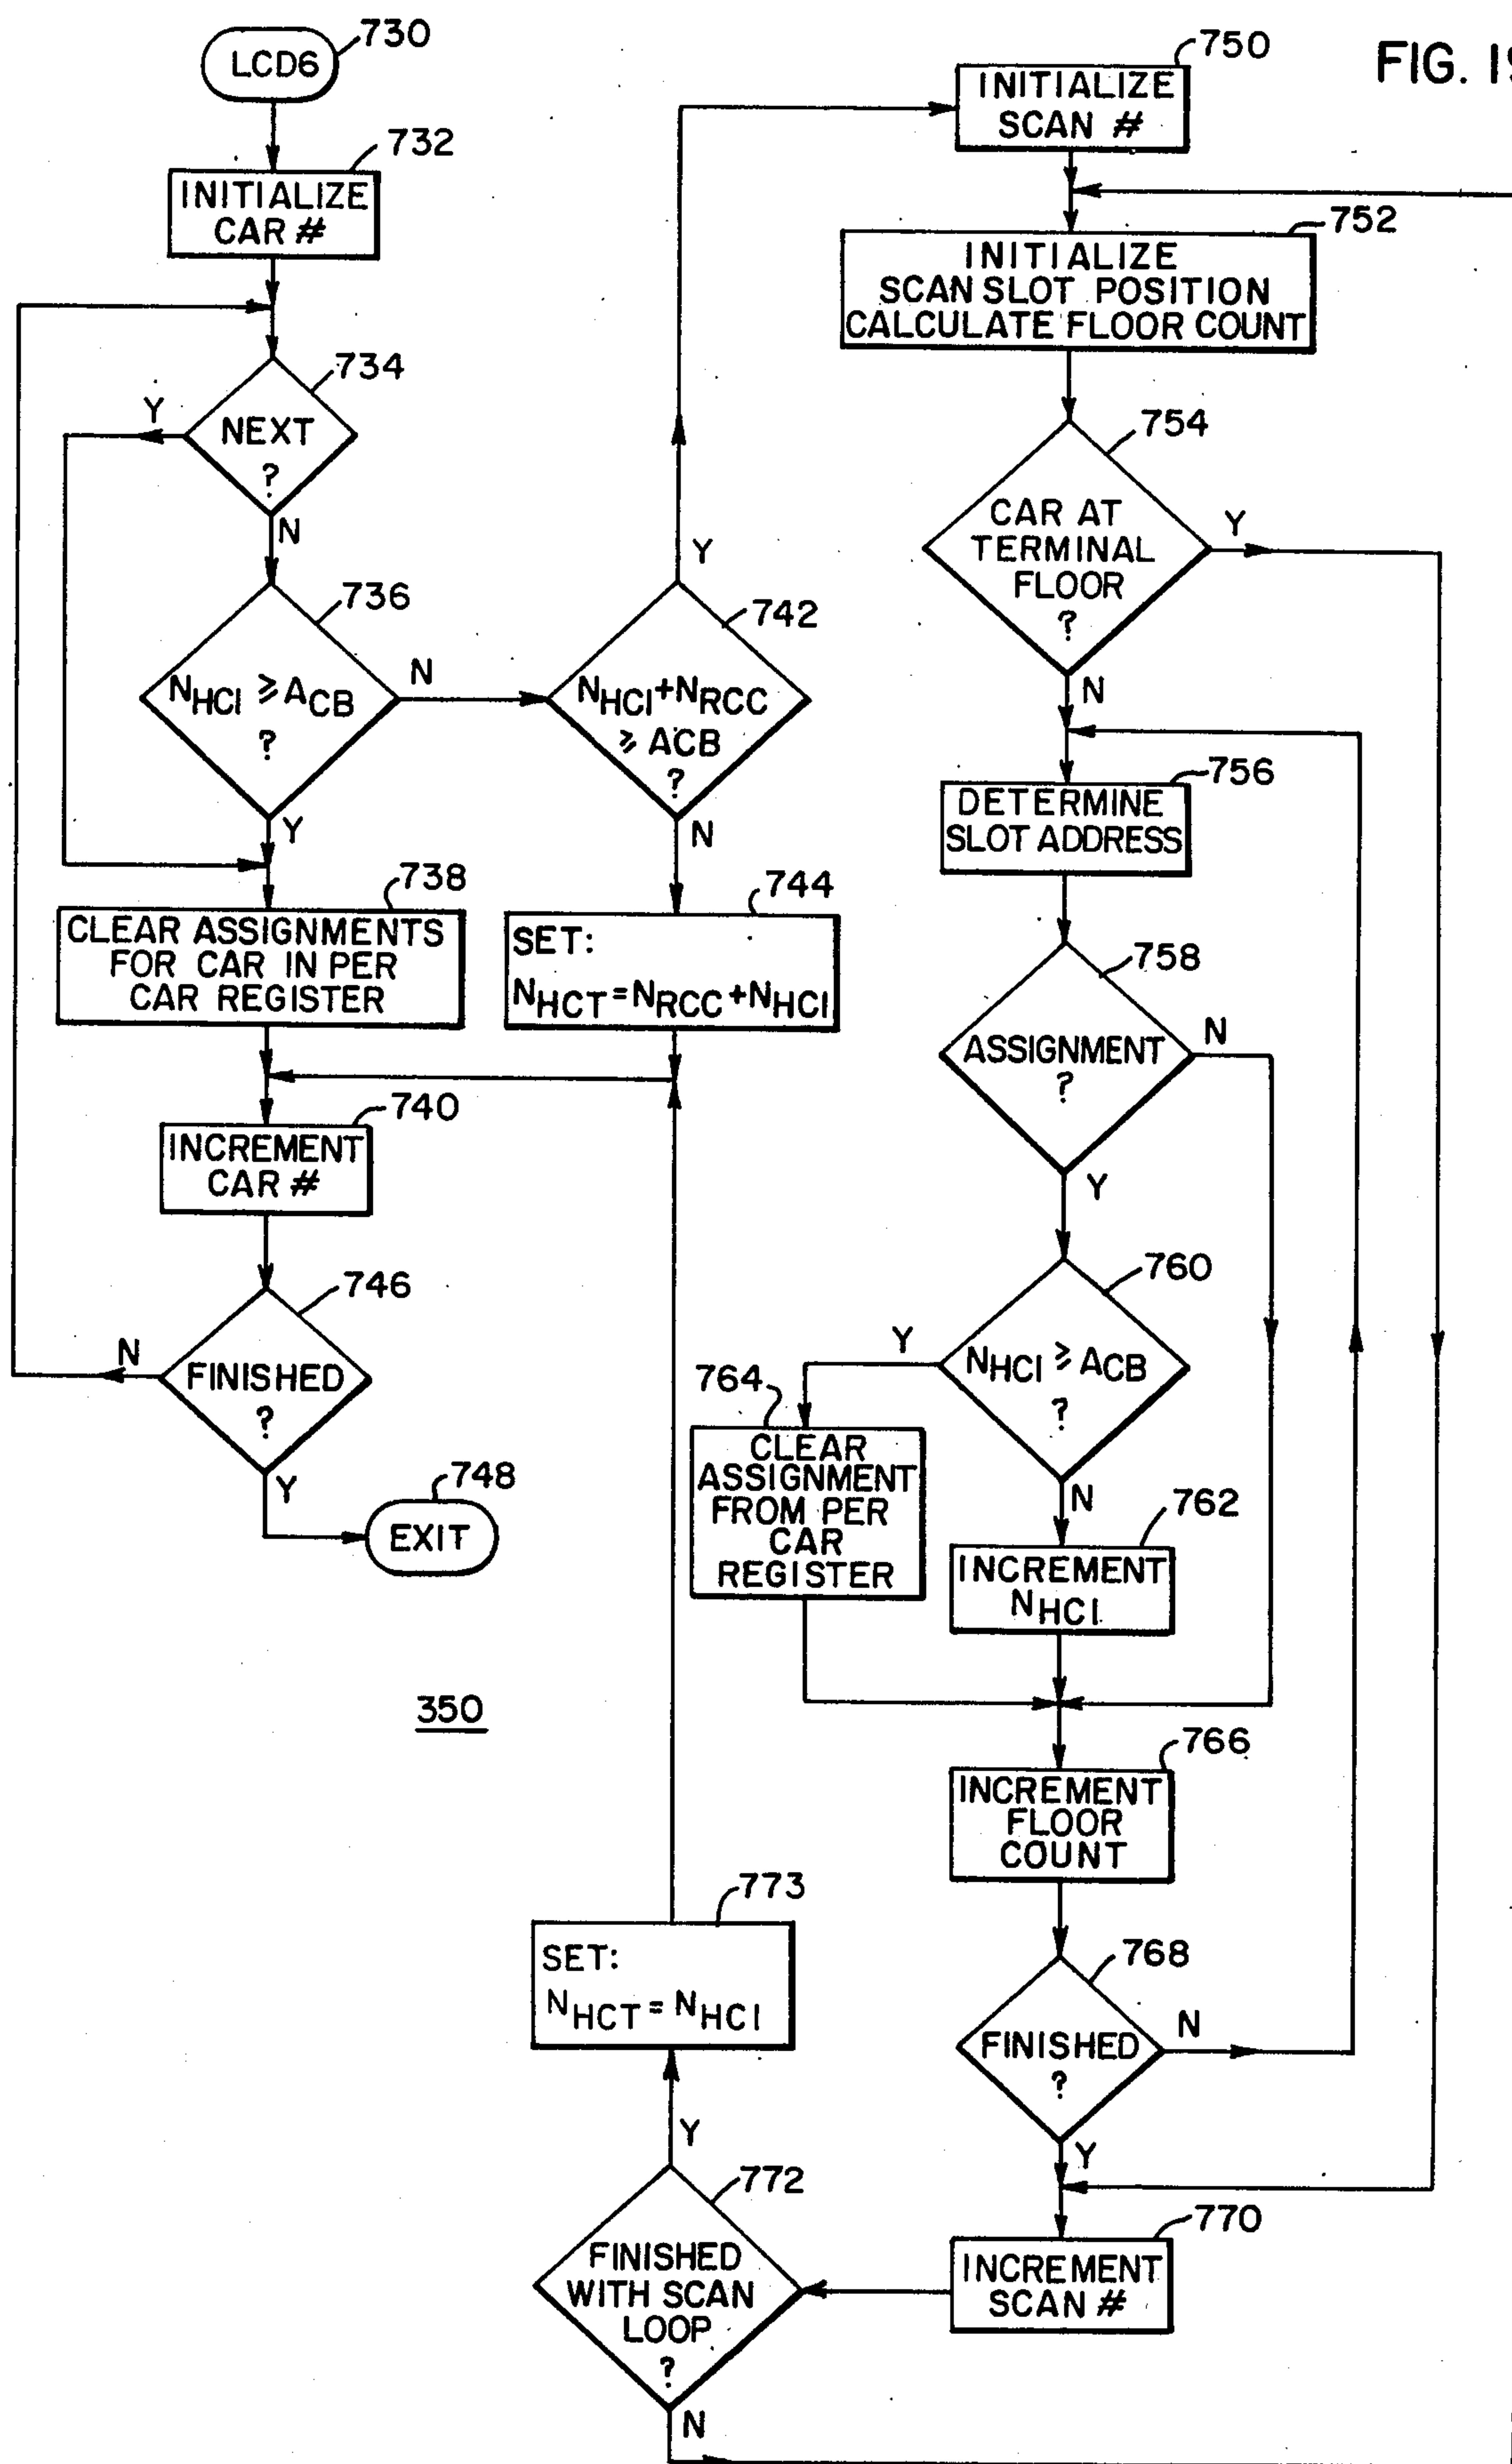 FIG. 19
LCD6
730
INITIALIZE
CAR #
732
NEXT
?
734
Y
N
NHCI ≥ ACB
?
736
N
Y
CLEAR ASSIGNMENTS
FOR CAR IN PER
CAR REGISTER
738
INCREMENT
CAR #
740
FINISHED
?
746
N
Y
EXIT
748
NHCI+NRCC
≥ ACB
?
742
Y
N
SET:
NHCT=NRCC+NHCI
744
INITIALIZE
SCAN #
750
INITIALIZE
SCAN SLOT POSITION
CALCULATE FLOOR COUNT
752
CAR AT
TERMINAL
FLOOR
?
754
Y
N
DETERMINE
SLOT ADDRESS
756
ASSIGNMENT
?
758
N
Y
NHCI ≥ ACB
?
760
Y
N
764
CLEAR
ASSIGNMENT
FROM PER
CAR
REGISTER
INCREMENT
NHCI
762
350
INCREMENT
FLOOR
COUNT
766
FINISHED
?
768
N
Y
INCREMENT
SCAN #
770
FINISHED
WITH SCAN
LOOP
?
772
Y
N
SET:
NHCT = NHCI
773